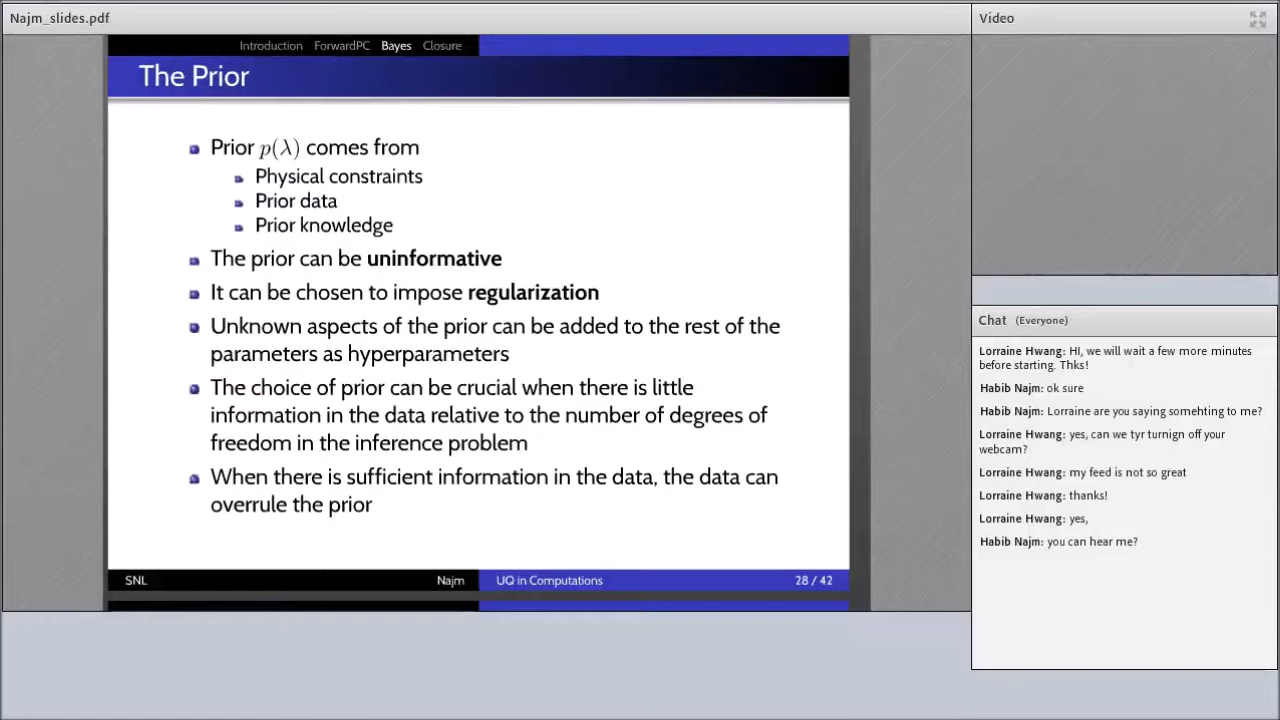 Najm_slides.pdf
Introduction ForwardPC Bayes Closure
The Prior
Prior p(λ) comes from
Physical constraints
Prior data
Prior knowledge
The prior can be uninformative
It can be chosen to impose regularization
Unknown aspects of the prior can be added to the rest of the
parameters as hyperparameters
The choice of prior can be crucial when there is little
information in the data relative to the number of degrees of
freedom in the inference problem
When there is sufficient information in the data, the data can
overrule the prior
SNL Najm UQ in Computations 28 / 42
Video
Chat (Everyone)
Lorraine Hwang: HI, we will wait a few more minutes
before starting. Thks!
Habib Najm: ok sure
Habib Najm: Lorraine are you saying somehting to me?
Lorraine Hwang: yes, can we tyr turnign off your
webcam?
Lorraine Hwang: my feed is not so great
Lorraine Hwang: thanks!
Lorraine Hwang: yes,
Habib Najm: you can hear me?